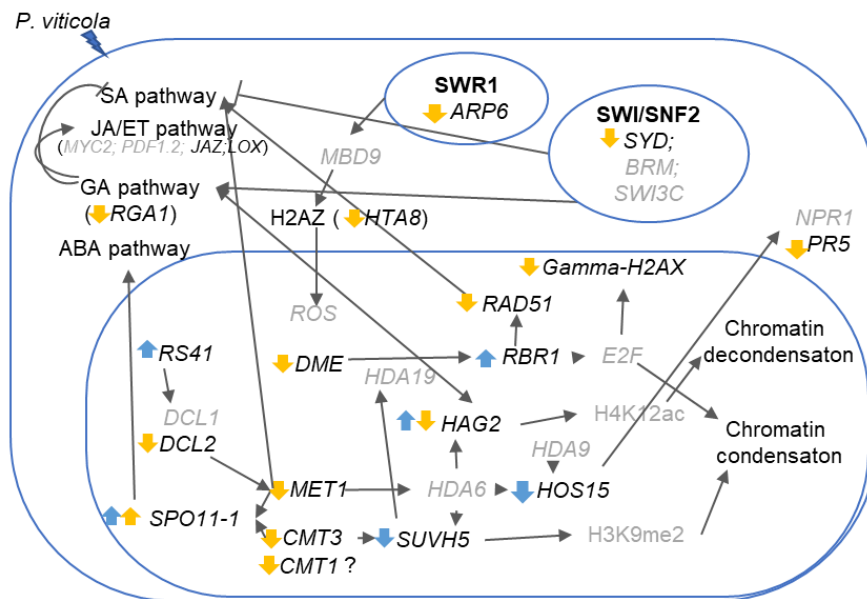 P. viticola
SA pathway
JA/ET pathway
(MYC2; PDF1.2; JAZ;LOX)
GA pathway
(RGA1)
ABA pathway
SWR1
ARP6
SWI/SNF2
SYD;
BRM;
SWI3C
MBD9
H2AZ ( HTA8)
ROS
NPR1
PR5
Gamma-H2AX
RAD51
RS41
DME
HDA19
RBR1
E2F
Chromatin
decondensaton
DCL1
DCL2
HAG2
H4K12ac
HDA9
Chromatin
condensaton
MET1
HDA6
HOS15
SPO11-1
CMT3
SUVH5
H3K9me2
CMT1 ?